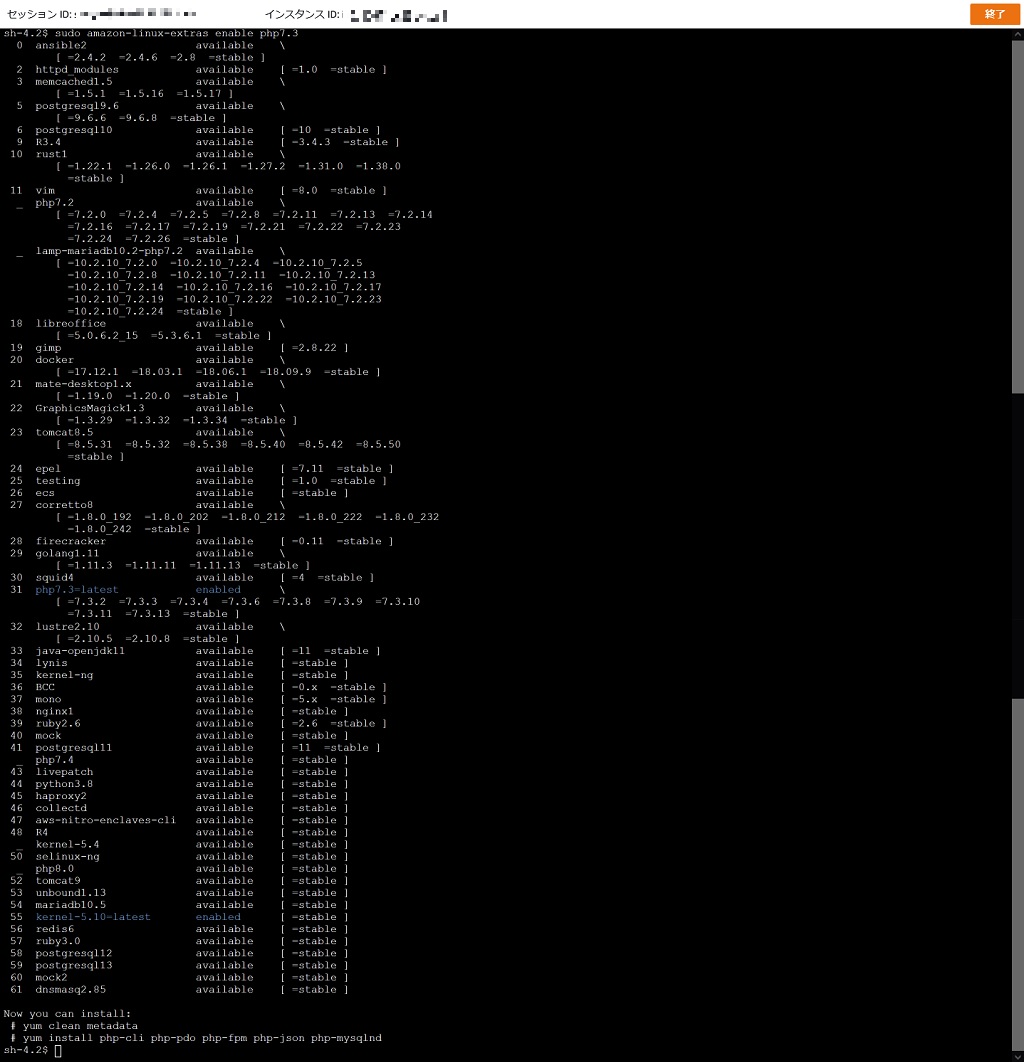 セッション ID: インスタンス ID: 終了
sh-4.2$ sudo amazon-linux-extras enable php7.3
0 ansible2 available \
[ =2.4.2 =2.4.6 =2.8 =stable ]
2 httpd_modules available [ =1.0 =stable ]
3 memcached1.5 available \
[ =1.5.1 =1.5.16 =1.5.17 ]
5 postgresql9.6 available \
[ =9.6.6 =9.6.8 =stable ]
6 postgresql10 available [ =10 =stable ]
9 R3.4 available [ =3.4.3 =stable ]
10 rust1 available \
[ =1.22.1 =1.26.0 =1.26.1 =1.27.2 =1.31.0 =1.38.0
=stable ]
11 vim available [ =8.0 =stable ]
_ php7.2 available \
[ =7.2.0 =7.2.4 =7.2.5 =7.2.8 =7.2.11 =7.2.13 =7.2.14
=7.2.16 =7.2.17 =7.2.19 =7.2.21 =7.2.22 =7.2.23
=7.2.24 =7.2.26 =stable ]
_ lamp-mariadb10.2-php7.2 available \
[ =10.2.10_7.2.0 =10.2.10_7.2.4 =10.2.10_7.2.5
=10.2.10_7.2.8 =10.2.10_7.2.11 =10.2.10_7.2.13
=10.2.10_7.2.14 =10.2.10_7.2.16 =10.2.10_7.2.17
=10.2.10_7.2.19 =10.2.10_7.2.22 =10.2.10_7.2.23
=10.2.10_7.2.24 =stable ]
18 libreoffice available \
[ =5.0.6.2_15 =5.3.6.1 =stable ]
19 gimp available [ =2.8.22 ]
20 docker available \
[ =17.12.1 =18.03.1 =18.06.1 =18.09.9 =stable ]
21 mate-desktop1.x available \
[ =1.19.0 =1.20.0 =stable ]
22 GraphicsMagick1.3 available \
[ =1.3.29 =1.3.32 =1.3.34 =stable ]
23 tomcat8.5 available \
[ =8.5.31 =8.5.32 =8.5.38 =8.5.40 =8.5.42 =8.5.50
=stable ]
24 epel available [ =7.11 =stable ]
25 testing available [ =1.0 =stable ]
26 ecs available [ =stable ]
27 corretto8 available \
[ =1.8.0_192 =1.8.0_202 =1.8.0_212 =1.8.0_222 =1.8.0_232
=1.8.0_242 =stable ]
28 firecracker available [ =0.11 =stable ]
29 golang1.11 available \
[ =1.11.3 =1.11.11 =1.11.13 =stable ]
30 squid4 available [ =4 =stable ]
31 php7.3=latest enabled \
[ =7.3.2 =7.3.3 =7.3.4 =7.3.6 =7.3.8 =7.3.9 =7.3.10
=7.3.11 =7.3.13 =stable ]
32 lustre2.10 available \
[ =2.10.5 =2.10.8 =stable ]
33 java-openjdk11 available [ =11 =stable ]
34 lynis available [ =stable ]
35 kernel-ng available [ =stable ]
36 BCC available [ =0.x =stable ]
37 mono available [ =5.x =stable ]
38 nginx1 available [ =stable ]
39 ruby2.6 available [ =2.6 =stable ]
40 mock available [ =stable ]
41 postgresql11 available [ =11 =stable ]
_ php7.4 available [ =stable ]
43 livepatch available [ =stable ]
44 python3.8 available [ =stable ]
45 haproxy2 available [ =stable ]
46 collectd available [ =stable ]
47 aws-nitro-enclaves-cli available [ =stable ]
48 R4 available [ =stable ]
_ kernel-5.4 available [ =stable ]
50 selinux-ng available [ =stable ]
_ php8.0 available [ =stable ]
52 tomcat9 available [ =stable ]
53 unbound1.13 available [ =stable ]
54 mariadb10.5 available [ =stable ]
55 kernel-5.10=latest enabled [ =stable ]
56 redis6 available [ =stable ]
57 ruby3.0 available [ =stable ]
58 postgresql12 available [ =stable ]
59 postgresql13 available [ =stable ]
60 mock2 available [ =stable ]
61 dnsmasq2.85 available [ =stable ]
Now you can install:
# yum clean metadata
# yum install php-cli php-pdo php-fpm php-json php-mysqlnd
sh-4.2$